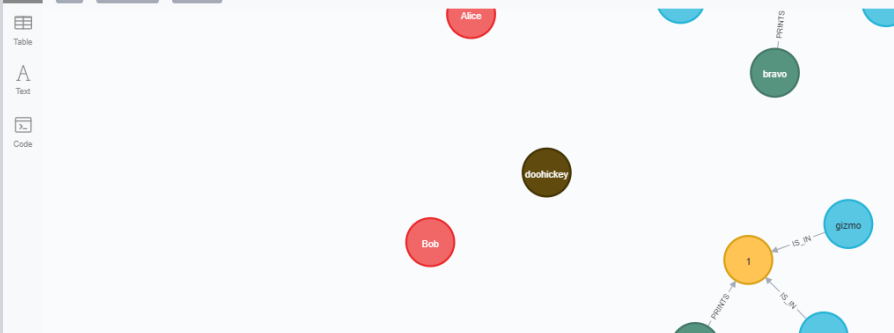 Table
Text
Code
Alice
PRINTS
bravo
doohickey
Bob
gizmo
IS_IN
1
PRINTS
IS_IN